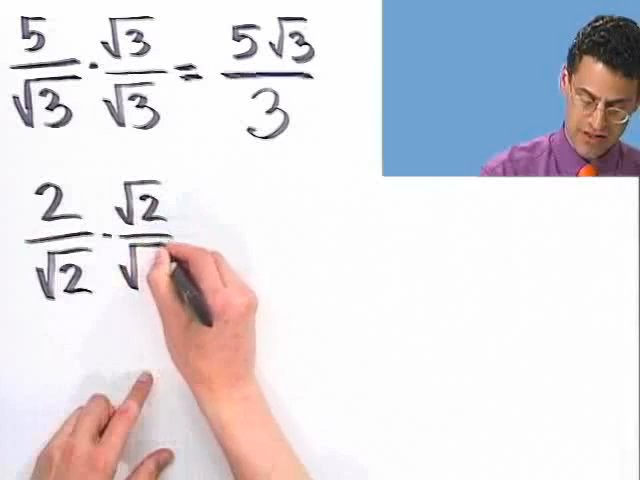 5/√3 · √3/√3 = 5√3/3
2/√2 · √2/√